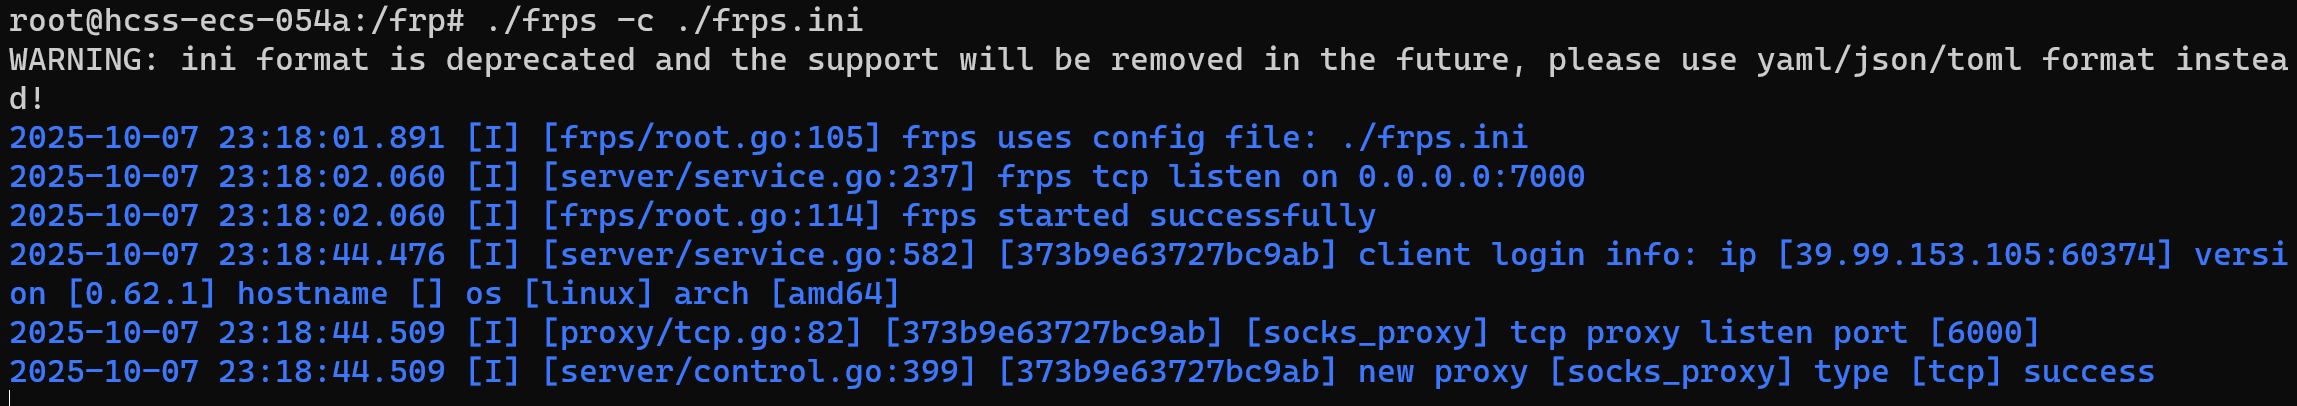 root@hcss-ecs-054a:/frp# ./frps -c ./frps.ini
WARNING: ini format is deprecated and the support will be removed in the future, please use yaml/json/toml format instea
d!
2025-10-07 23:18:01.891 [I] [frps/root.go:105] frps uses config file: ./frps.ini
2025-10-07 23:18:02.060 [I] [server/service.go:237] frps tcp listen on 0.0.0.0:7000
2025-10-07 23:18:02.060 [I] [frps/root.go:114] frps started successfully
2025-10-07 23:18:44.476 [I] [server/service.go:582] [373b9e63727bc9ab] client login info: ip [39.99.153.105:60374] versi
on [0.62.1] hostname [] os [linux] arch [amd64]
2025-10-07 23:18:44.509 [I] [proxy/tcp.go:82] [373b9e63727bc9ab] [socks_proxy] tcp proxy listen port [6000]
2025-10-07 23:18:44.509 [I] [server/control.go:399] [373b9e63727bc9ab] new proxy [socks_proxy] type [tcp] success